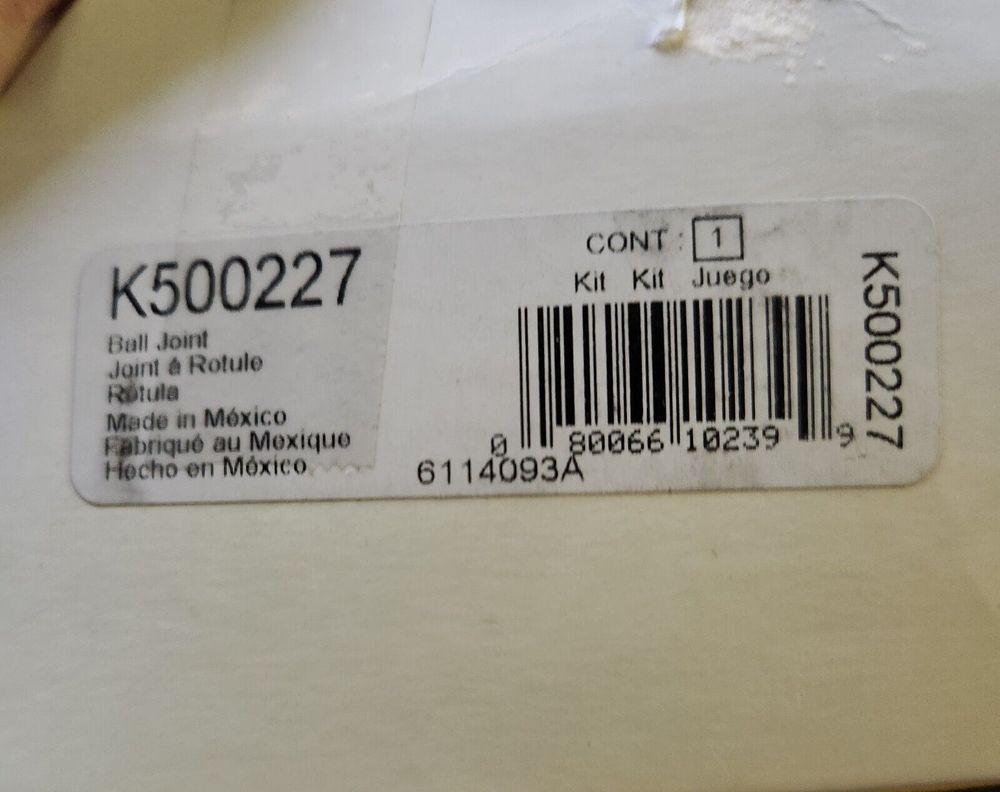 K500227
Ball Joint
Joint à Rotule
Rótula
Made in México
Fabriqué au Mexique
Hecho en México
CONT : 1
Kit Kit Juego
0 80066 10239 9
6114093A
K500227